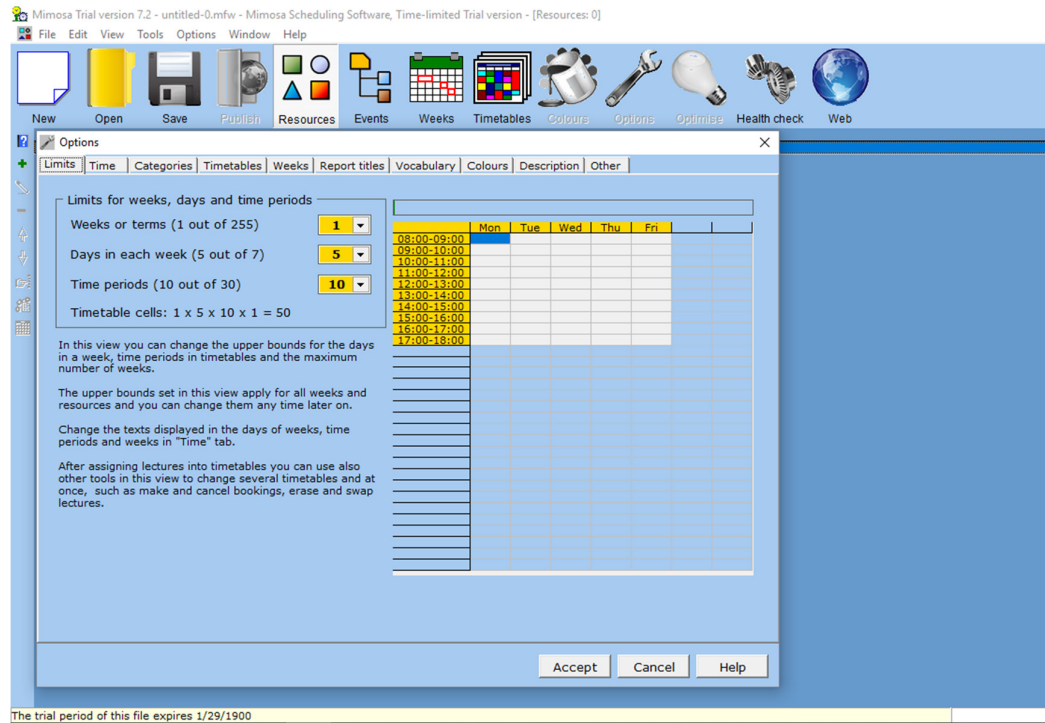 Mimosa Trial version 7.2 - untitled-0.mfw - Mimosa Scheduling Software, Time-limited Trial version - [Resources: 0]
File Edit View Tools Options Window Help
New Open Save Publish Resources Events Weeks Timetables Colours Options Optimise Health check Web
Options
Limits Time Categories Timetables Weeks Report titles Vocabulary Colours Description Other
Limits for weeks, days and time periods
Weeks or terms (1 out of 255) 1
Days in each week (5 out of 7) 5
Time periods (10 out of 30) 10
Timetable cells: 1 x 5 x 10 x 1 = 50
In this view you can change the upper bounds for the days
in a week, time periods in timetables and the maximum
number of weeks.
The upper bounds set in this view apply for all weeks and
resources and you can change them any time later on.
Change the texts displayed in the days of weeks, time
periods and weeks in "Time" tab.
After assigning lectures into timetables you can use also
other tools in this view to change several timetables and at
once, such as make and cancel bookings, erase and swap
lectures.
Mon Tue Wed Thu Fri
08:00-09:00
09:00-10:00
10:00-11:00
11:00-12:00
12:00-13:00
13:00-14:00
14:00-15:00
15:00-16:00
16:00-17:00
17:00-18:00
Accept Cancel Help
The trial period of this file expires 1/29/1900